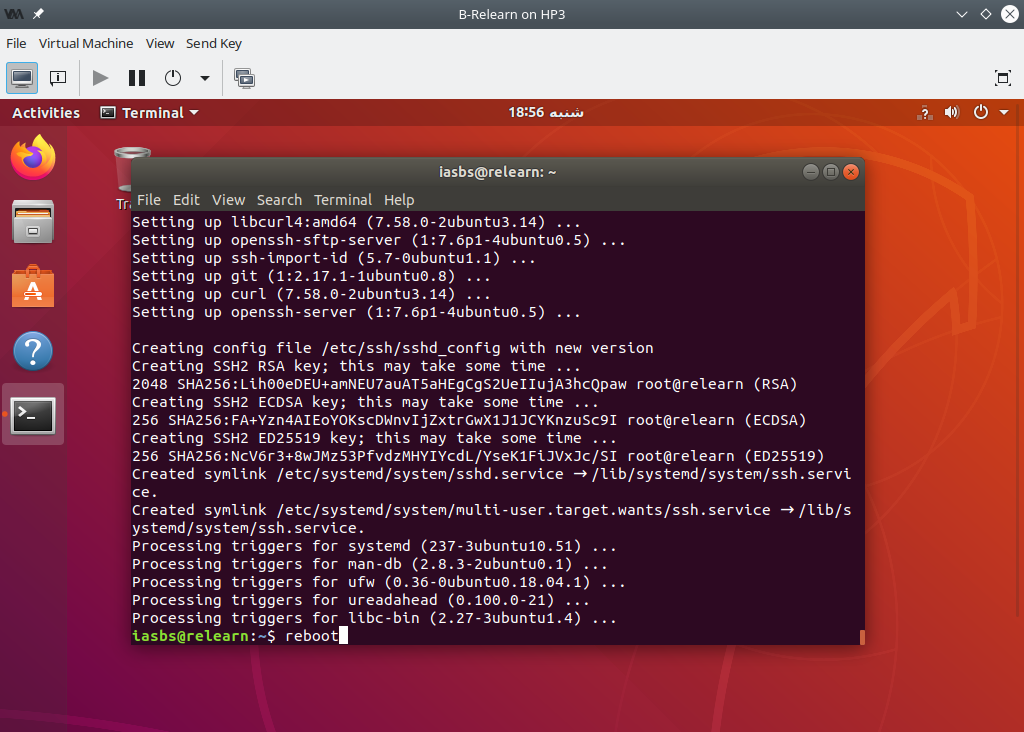 B-Relearn on HP3
File Virtual Machine View Send Key
Activities Terminal شنبه 18:56
iasbs@relearn: ~
File Edit View Search Terminal Help
Setting up libcurl4:amd64 (7.58.0-2ubuntu3.14) ...
Setting up openssh-sftp-server (1:7.6p1-4ubuntu0.5) ...
Setting up ssh-import-id (5.7-0ubuntu1.1) ...
Setting up git (1:2.17.1-1ubuntu0.8) ...
Setting up curl (7.58.0-2ubuntu3.14) ...
Setting up openssh-server (1:7.6p1-4ubuntu0.5) ...
Creating config file /etc/ssh/sshd_config with new version
Creating SSH2 RSA key; this may take some time ...
2048 SHA256:Lih00eDEU+amNEU7auAT5aHEgCgS2UeIIujA3hcQpaw root@relearn (RSA)
Creating SSH2 ECDSA key; this may take some time ...
256 SHA256:FA+Yzn4AIEoYOKscDWnvIjZxtrGwX1J1JCYKnzuSc9I root@relearn (ECDSA)
Creating SSH2 ED25519 key; this may take some time ...
256 SHA256:NcV6r3+8wJMz53PfvdzMHYIYcdL/YseK1FiJVxJc/SI root@relearn (ED25519)
Created symlink /etc/systemd/system/sshd.service → /lib/systemd/system/ssh.servi
ce.
Created symlink /etc/systemd/system/multi-user.target.wants/ssh.service → /lib/s
ystemd/system/ssh.service.
Processing triggers for systemd (237-3ubuntu10.51) ...
Processing triggers for man-db (2.8.3-2ubuntu0.1) ...
Processing triggers for ufw (0.36-0ubuntu0.18.04.1) ...
Processing triggers for ureadahead (0.100.0-21) ...
Processing triggers for libc-bin (2.27-3ubuntu1.4) ...
iasbs@relearn:~$ reboot